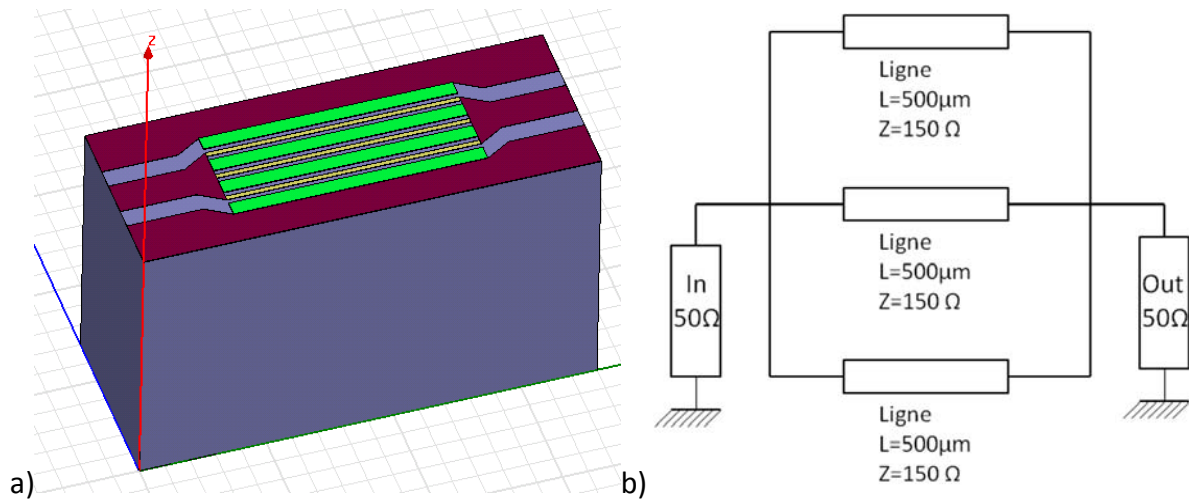 z
Ligne
L=500µm
Z=150 Ω
Ligne
L=500µm
Z=150 Ω
In
50Ω
Out
50Ω
Ligne
L=500µm
Z=150 Ω
a)
b)